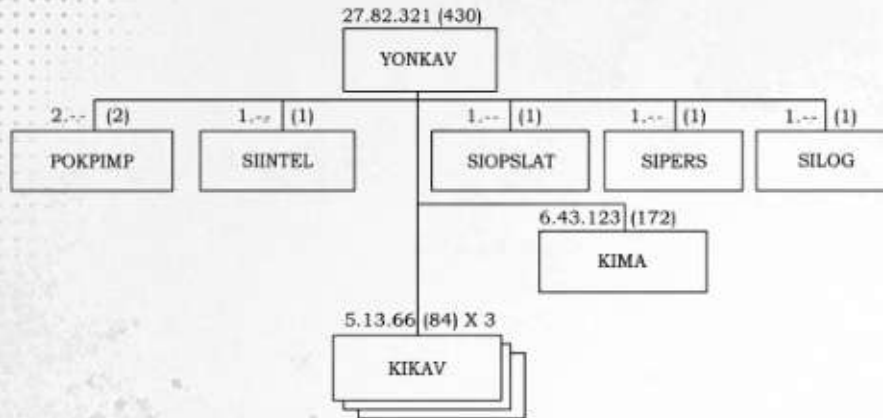 27.82.321 (430)
YONKAV
2.-.- (2)
1.-.- (1)
1.-- (1)
1.-- (1)
1.-- (1)
POKPIMP
SIINTEL
SIOPSLAT
SIPERS
SILOG
6.43.123 (172)
KIMA
5.13.66 (84) X 3
KIKAV